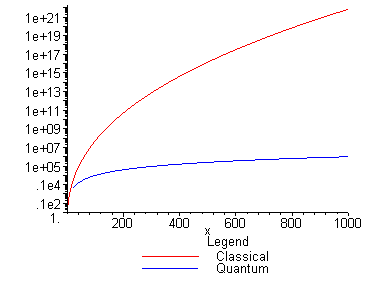 1e+21
1e+19
1e+17
1e+15
1e+13
1e+11
1e+09
1e+07
1e+05
.1e4
.1e2
1.
200 400 600 800 1000
x
Legend
Classical
Quantum